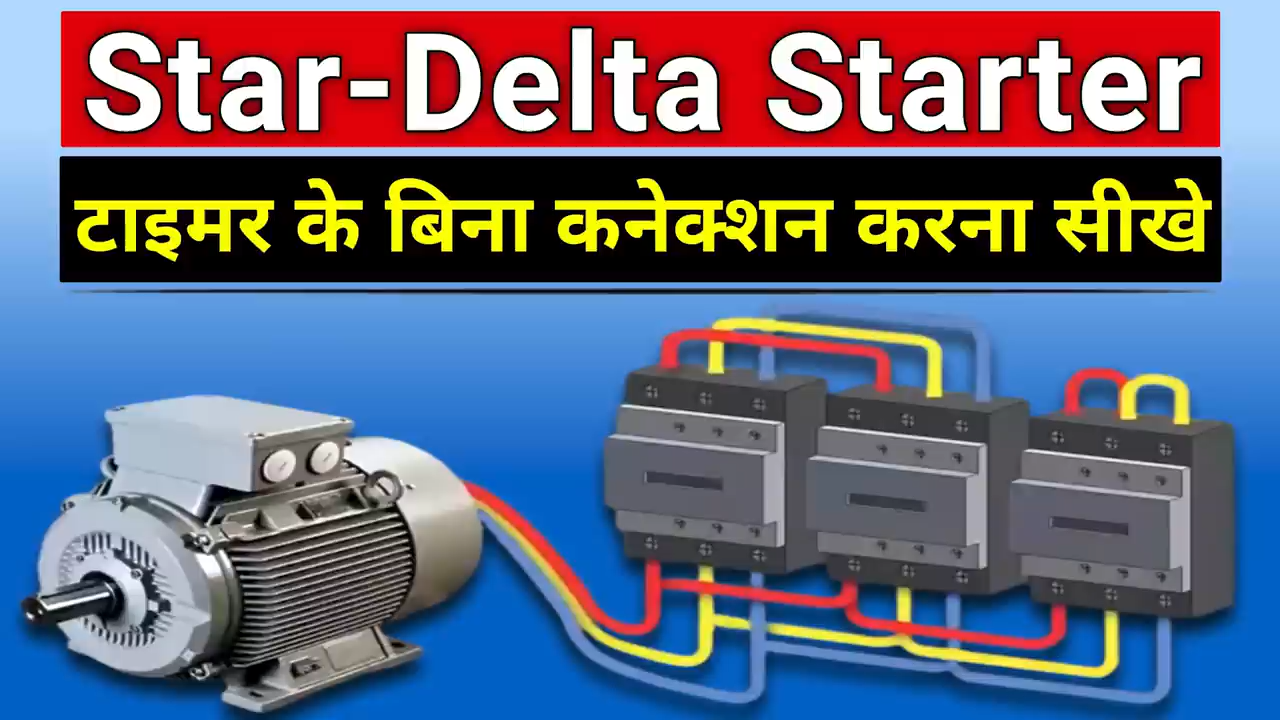 Star-Delta Starter
टाइमर के बिना कनेक्शन करना सीखे